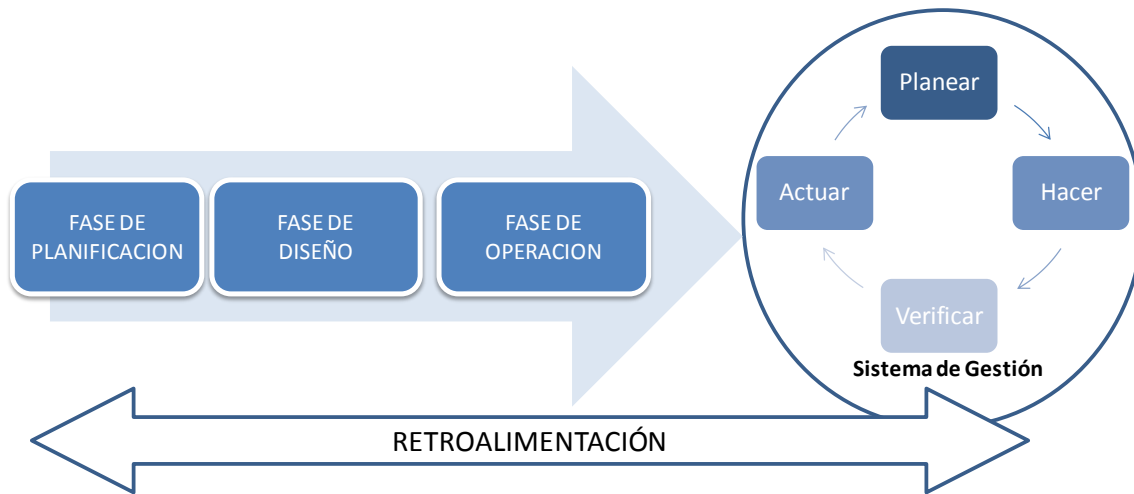 FASE DE
PLANIFICACION
FASE DE
DISEÑO
FASE DE
OPERACION
Planear
Hacer
Verificar
Actuar
Sistema de Gestión
RETROALIMENTACIÓN